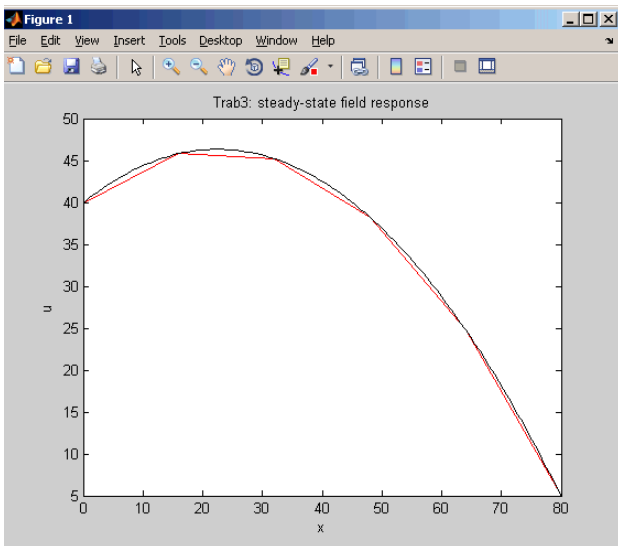 Figure 1
File Edit View Insert Tools Desktop Window Help
Trab3: steady-state field response
50
45
40
35
30
25
20
15
10
5
u
0 10 20 30 40 50 60 70 80
x